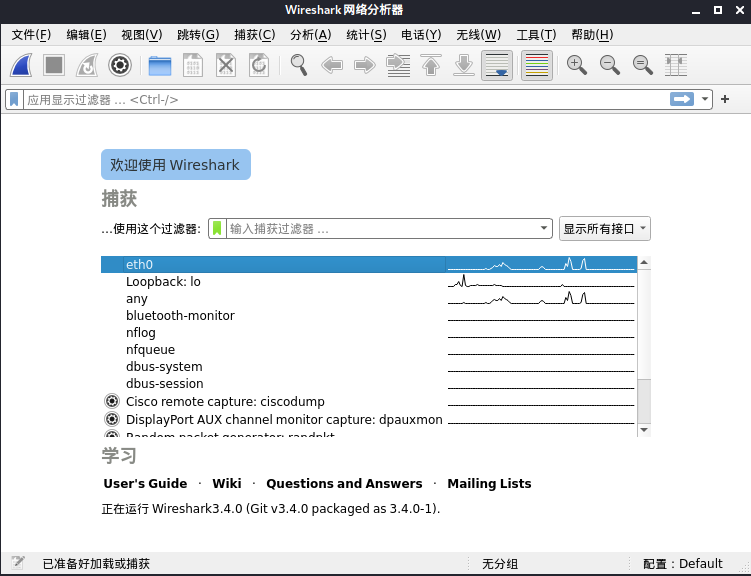 Wireshark网络分析器
文件(F) 编辑(E) 视图(V) 跳转(G) 捕获(C) 分析(A) 统计(S) 电话(Y) 无线(W) 工具(T) 帮助(H)
应用显示过滤器 … <Ctrl-/>
欢迎使用 Wireshark
捕获
…使用这个过滤器: 输入捕获过滤器 … 显示所有接口
eth0
Loopback: lo
any
bluetooth-monitor
nflog
nfqueue
dbus-system
dbus-session
Cisco remote capture: ciscodump
DisplayPort AUX channel monitor capture: dpauxmon
Random packet generator: randpkt
学习
User's Guide · Wiki · Questions and Answers · Mailing Lists
正在运行 Wireshark3.4.0 (Git v3.4.0 packaged as 3.4.0-1).
已准备好加载或捕获 无分组 配置：Default